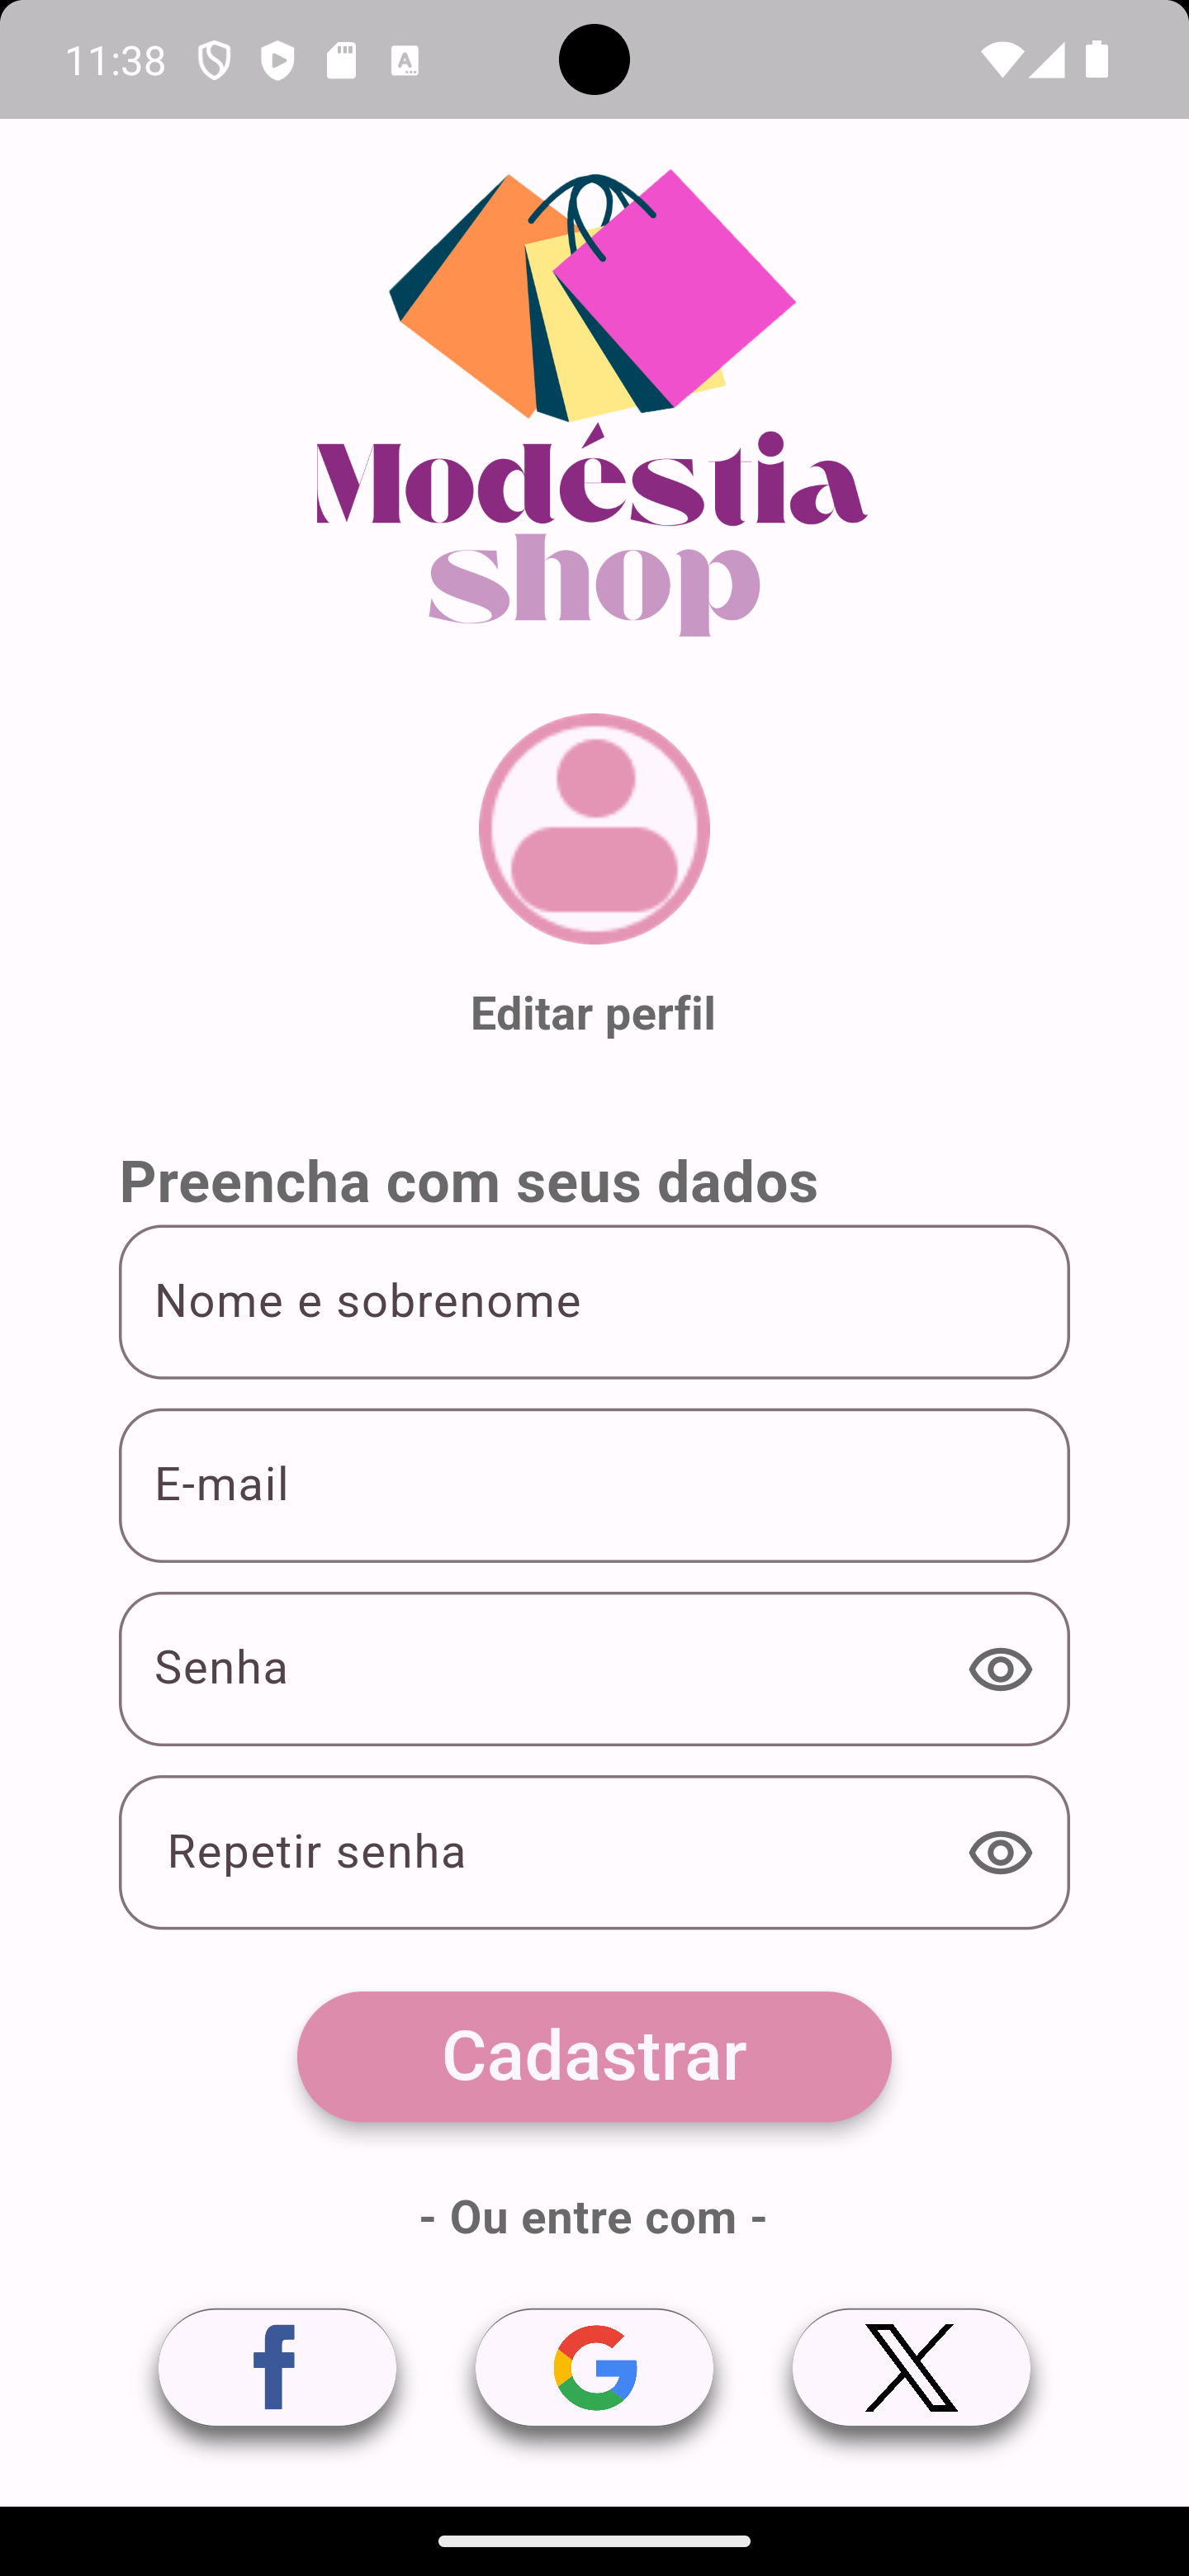 11:38
Modéstia
shop
Editar perfil
Preencha com seus dados
Nome e sobrenome
E-mail
Senha
Repetir senha
Cadastrar
- Ou entre com -